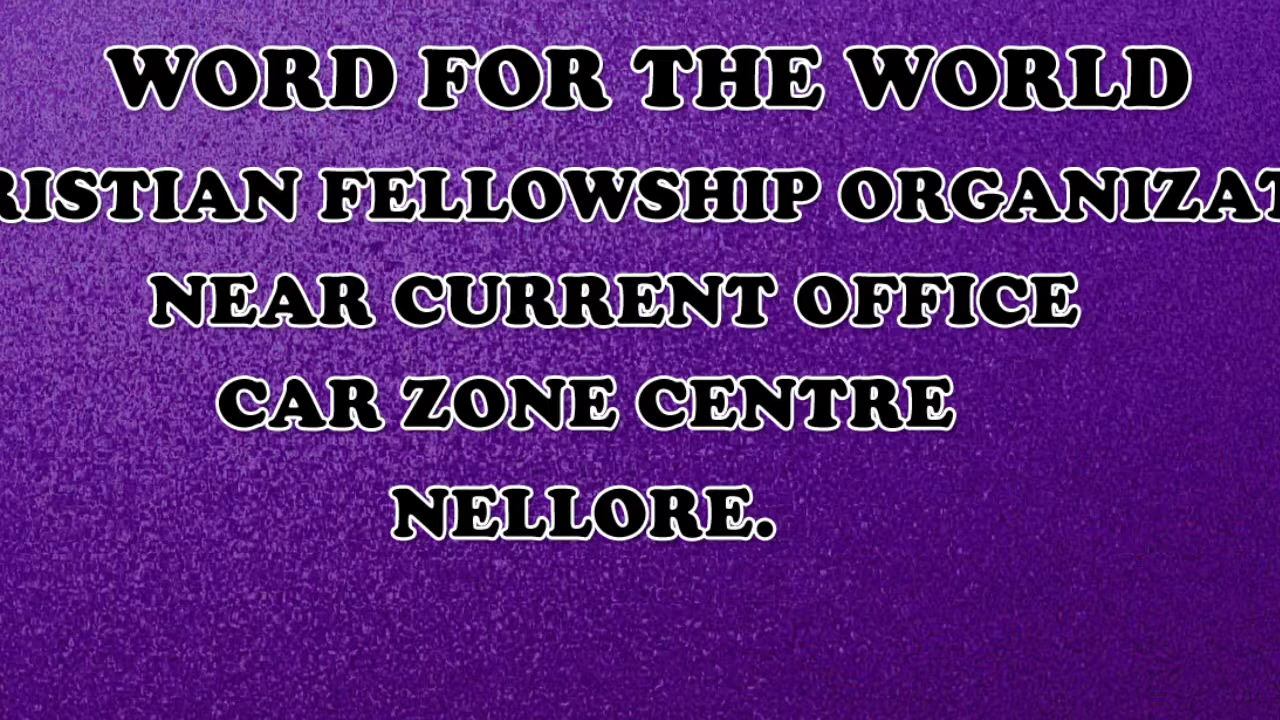 WORD FOR THE WORLD
RISTIAN FELLOWSHIP ORGANIZAT
NEAR CURRENT OFFICE
CAR ZONE CENTRE
NELLORE.